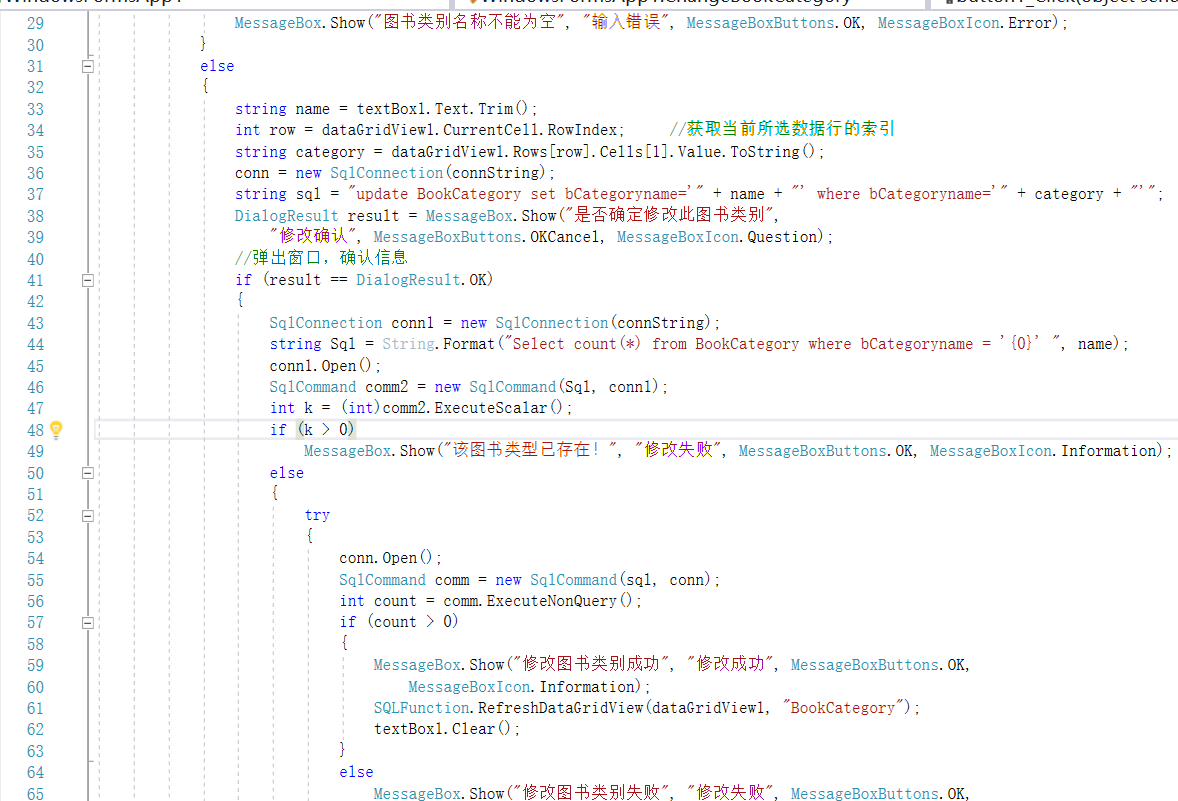 29 MessageBox.Show("图书类别名称不能为空", "输入错误", MessageBoxButtons.OK, MessageBoxIcon.Error);
30 }
31 else
32 {
33 string name = textBox1.Text.Trim();
34 int row = dataGridView1.CurrentCell.RowIndex; //获取当前所选数据行的索引
35 string category = dataGridView1.Rows[row].Cells[1].Value.ToString();
36 conn = new SqlConnection(connString);
37 string sql = "update BookCategory set bCategoryname='" + name + "' where bCategoryname='" + category + "'";
38 DialogResult result = MessageBox.Show("是否确定修改此图书类别",
39 "修改确认", MessageBoxButtons.OKCancel, MessageBoxIcon.Question);
40 //弹出窗口，确认信息
41 if (result == DialogResult.OK)
42 {
43 SqlConnection conn1 = new SqlConnection(connString);
44 string Sql = String.Format("Select count(*) from BookCategory where bCategoryname = '{0}' ", name);
45 conn1.Open();
46 SqlCommand comm2 = new SqlCommand(Sql, conn1);
47 int k = (int)comm2.ExecuteScalar();
48 if (k > 0)
49 MessageBox.Show("该图书类型已存在！", "修改失败", MessageBoxButtons.OK, MessageBoxIcon.Information);
50 else
51 {
52 try
53 {
54 conn.Open();
55 SqlCommand comm = new SqlCommand(sql, conn);
56 int count = comm.ExecuteNonQuery();
57 if (count > 0)
58 {
59 MessageBox.Show("修改图书类别成功", "修改成功", MessageBoxButtons.OK,
60 MessageBoxIcon.Information);
61 SQLFunction.RefreshDataGridView(dataGridView1, "BookCategory");
62 textBox1.Clear();
63 }
64 else
65 MessageBox.Show("修改图书类别失败", "修改失败", MessageBoxButtons.OK,